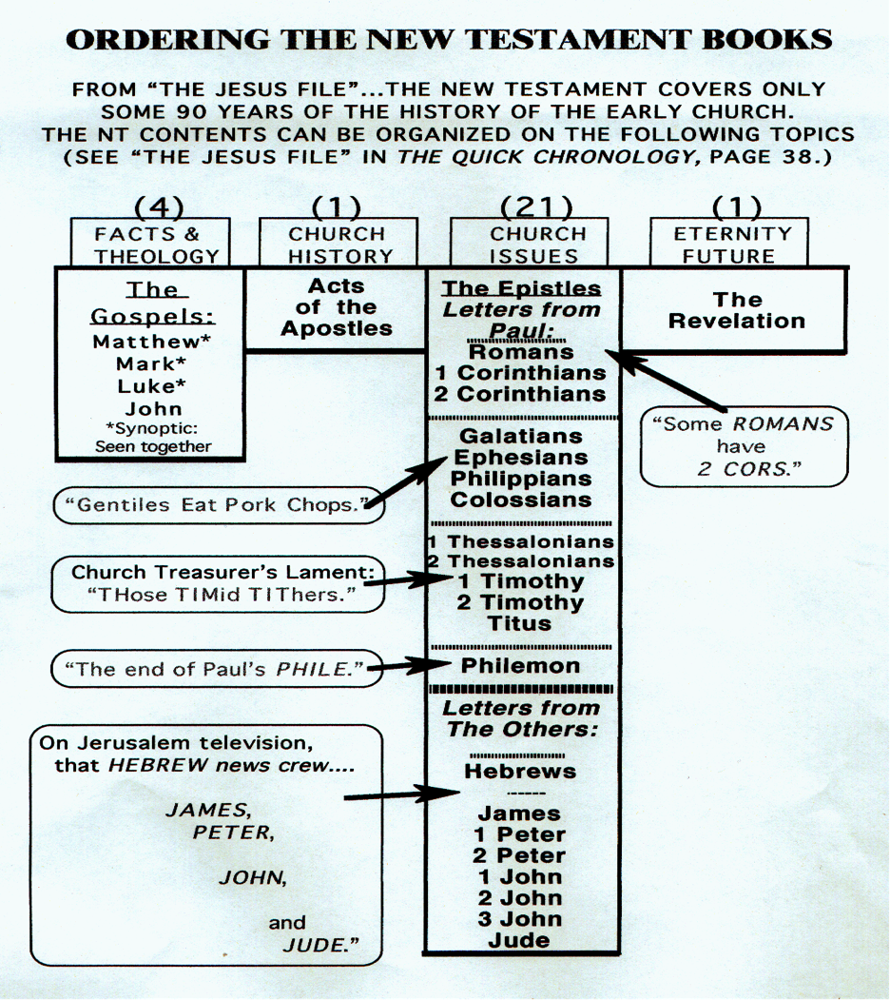 ORDERING THE NEW TESTAMENT BOOKS
FROM “THE JESUS FILE”...THE NEW TESTAMENT COVERS ONLY
SOME 90 YEARS OF THE HISTORY OF THE EARLY CHURCH.
THE NT CONTENTS CAN BE ORGANIZED ON THE FOLLOWING TOPICS
(SEE “THE JESUS FILE” IN THE QUICK CHRONOLOGY, PAGE 38.)
(4)
FACTS &
THEOLOGY
The
Gospels:
Matthew*
Mark*
Luke*
John
*Synoptic:
Seen together
(1)
CHURCH
HISTORY
Acts
of the
Apostles
(21)
CHURCH
ISSUES
The Epistles
Letters from
Paul:
Romans
1 Corinthians
2 Corinthians
Galatians
Ephesians
Philippians
Colossians
1 Thessalonians
2 Thessalonians
1 Timothy
2 Timothy
Titus
Philemon
Letters from
The Others:
Hebrews
James
1 Peter
2 Peter
1 John
2 John
3 John
Jude
(1)
ETERNITY
FUTURE
The
Revelation
“Some ROMANS
have
2 CORS.”
“Gentiles Eat Pork Chops.”
Church Treasurer’s Lament:
“THose TIMid TIThers.”
“The end of Paul’s PHILE.”
On Jerusalem television,
that HEBREW news crew....
JAMES,
PETER,
JOHN,
and
JUDE.”